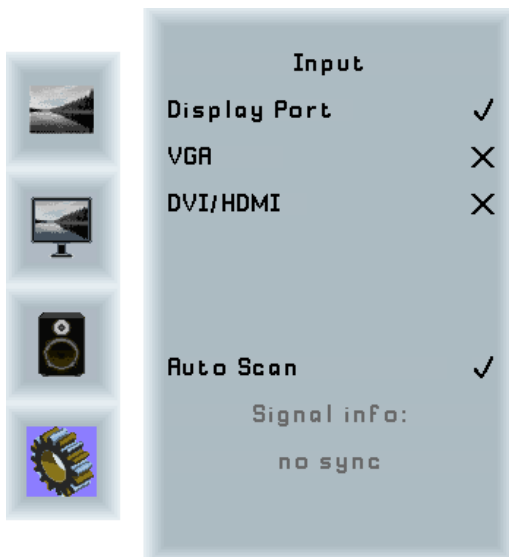 Input
Display Port ✓
VGA ✕
DVI/HDMI ✕
Auto Scan ✓
Signal info:
no sync